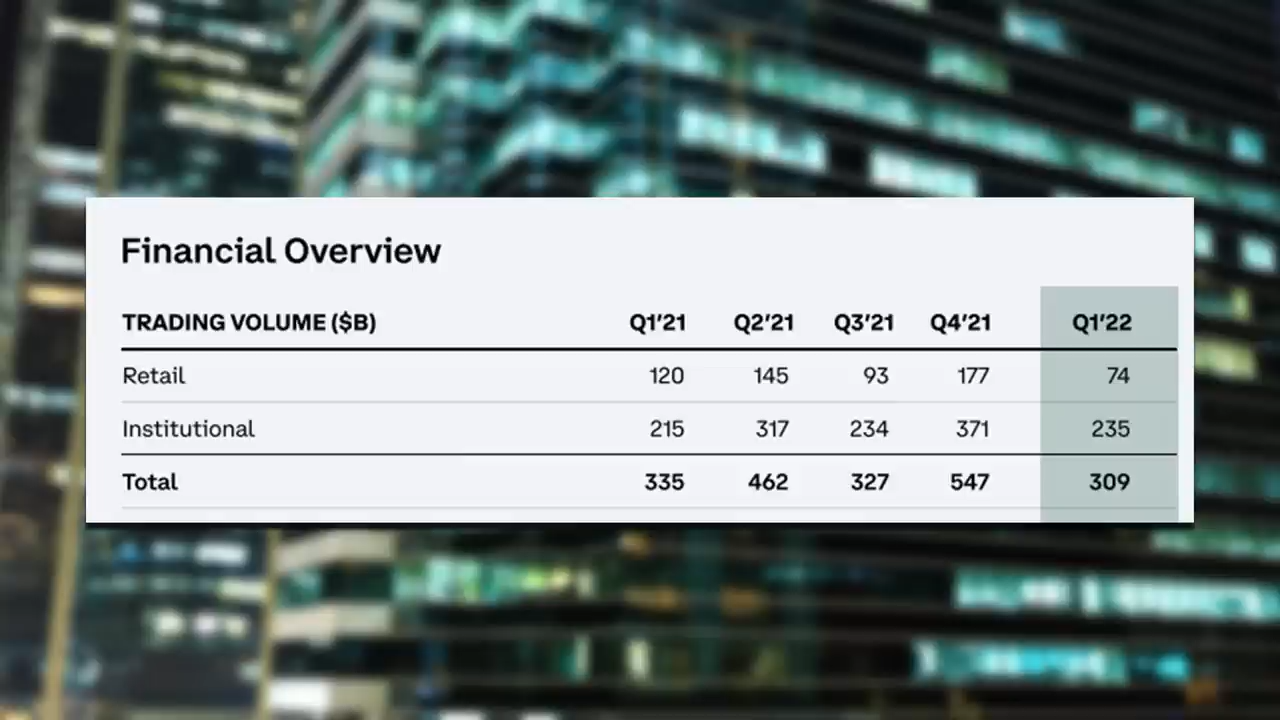 Financial Overview
TRADING VOLUME ($B) Q1'21 Q2'21 Q3'21 Q4'21 Q1'22
Retail 120 145 93 177 74
Institutional 215 317 234 371 235
Total 335 462 327 547 309